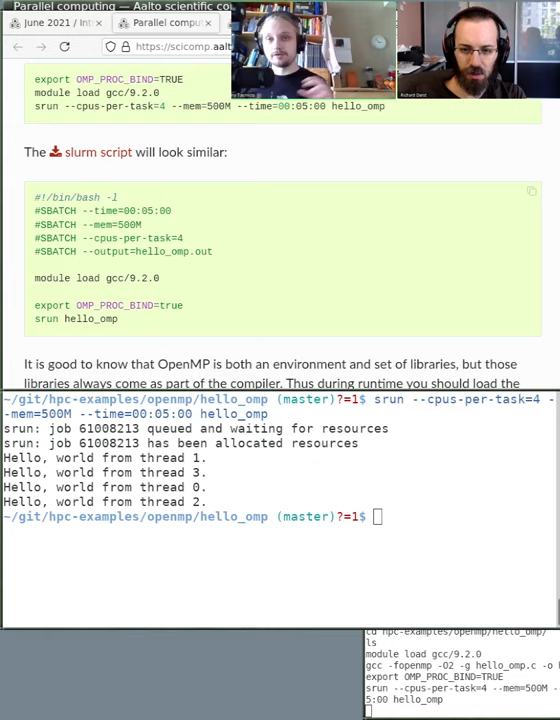 Parallel computing — Aalto scientific co
June 2021 / Int
Parallel compu
https://scicomp.aalt
export OMP_PROC_BIND=TRUE
module load gcc/9.2.0
srun --cpus-per-task=4 --mem=500M --time=00:05:00 hello_omp
Richard Darst
The slurm script will look similar:
#!/bin/bash -l
#SBATCH --time=00:05:00
#SBATCH --mem=500M
#SBATCH --cpus-per-task=4
#SBATCH --output=hello_omp.out
module load gcc/9.2.0
export OMP_PROC_BIND=true
srun hello_omp
It is good to know that OpenMP is both an environment and set of libraries, but those
libraries always come as part of the compiler. Thus during runtime you should load the
~/git/hpc-examples/openmp/hello_omp (master)?=1$ srun --cpus-per-task=4 -
-mem=500M --time=00:05:00 hello_omp
srun: job 61008213 queued and waiting for resources
srun: job 61008213 has been allocated resources
Hello, world from thread 1.
Hello, world from thread 3.
Hello, world from thread 0.
Hello, world from thread 2.
~/git/hpc-examples/openmp/hello_omp (master)?=1$
cd hpc-examples/openmp/hello_omp/
ls
module load gcc/9.2.0
gcc -fopenmp -O2 -g hello_omp.c -o h
export OMP_PROC_BIND=TRUE
srun --cpus-per-task=4 --mem=500M --
5:00 hello_omp